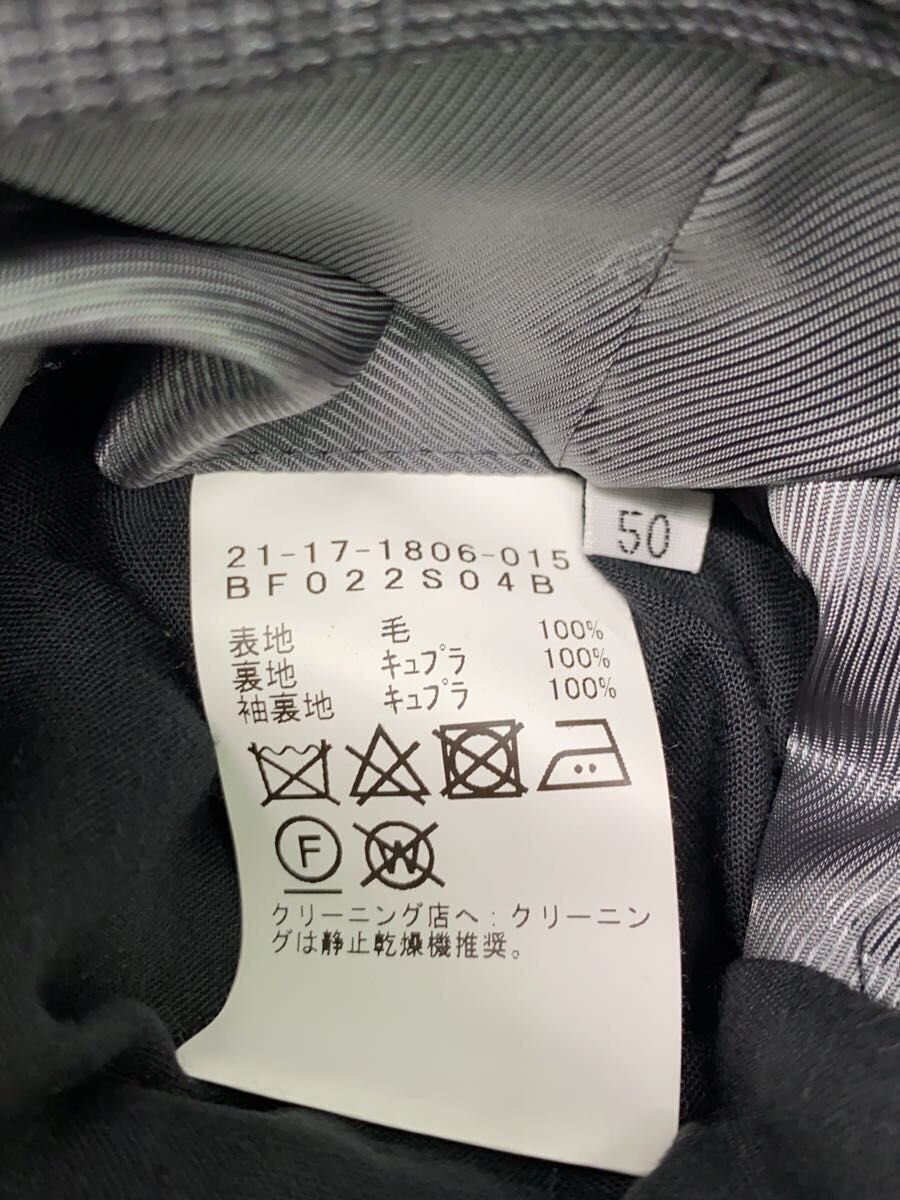 50
21-17-1806-015
BF022S04B
表地 毛 100%
裏地 キュプラ 100%
袖裏地 キュプラ 100%
F W
クリーニング店へ:クリーニン
グは静止乾燥機推奨。